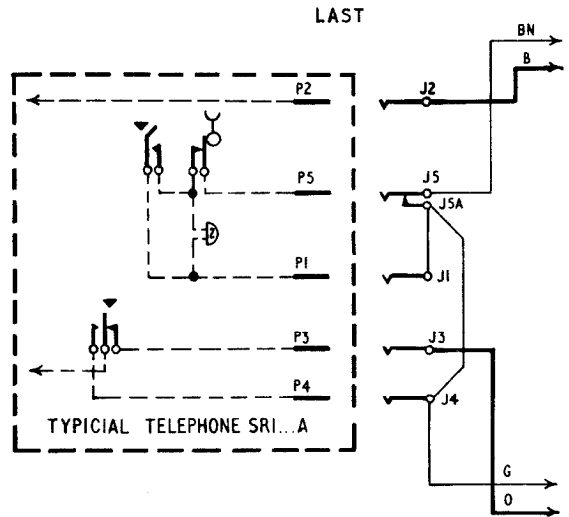 LAST
BN
B
P2
J2
P5
J5
J5A
P1
J1
P3
J3
P4
J4
TYPICIAL TELEPHONE SRI...A
G
O